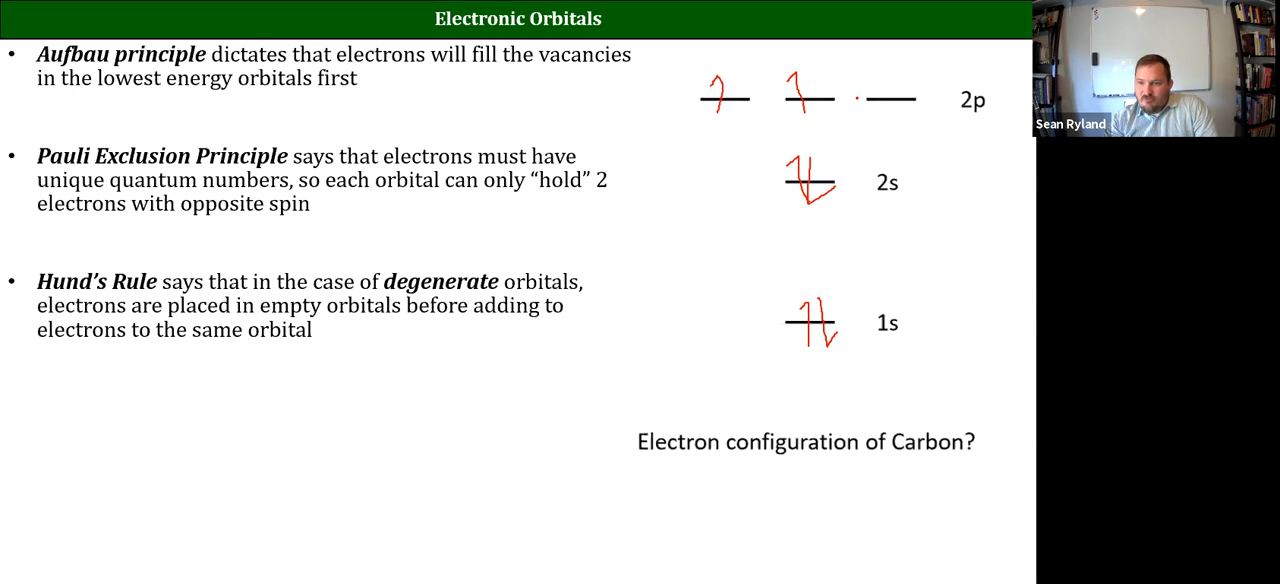 Electronic Orbitals
• Aufbau principle dictates that electrons will fill the vacancies
in the lowest energy orbitals first
• Pauli Exclusion Principle says that electrons must have
unique quantum numbers, so each orbital can only “hold” 2
electrons with opposite spin
• Hund’s Rule says that in the case of degenerate orbitals,
electrons are placed in empty orbitals before adding to
electrons to the same orbital
2p
2s
1s
Electron configuration of Carbon?
Sean Ryland